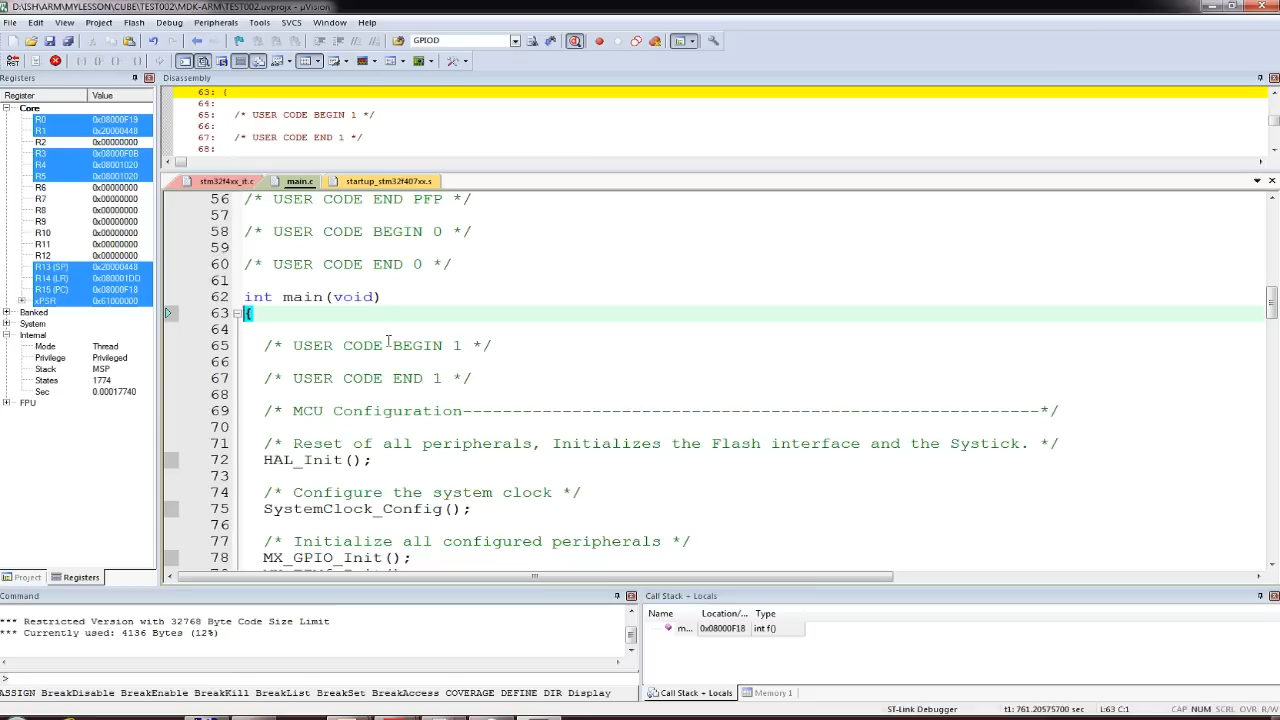 D:\ISH\ARM\MYLESSON\CUBE\TEST002\MDK-ARM\TEST002.uvprojx - µVision
File Edit View Project Flash Debug Peripherals Tools SVCS Window Help
GPIOD
Registers
Register Value
Core
R0 0x08000F19
R1 0x20000448
R2 0x00000000
R3 0x08000F0B
R4 0x08001020
R5 0x08001020
R6 0x00000000
R7 0x00000000
R8 0x00000000
R9 0x00000000
R10 0x00000000
R11 0x00000000
R12 0x00000000
R13 (SP) 0x20000448
R14 (LR) 0x080001DD
R15 (PC) 0x08000F18
xPSR 0x61000000
Banked
System
Internal
Mode Thread
Privilege Privileged
Stack MSP
States 1774
Sec 0.00017740
FPU
Project Registers
Disassembly
63: {
64:
65: /* USER CODE BEGIN 1 */
66:
67: /* USER CODE END 1 */
68:
stm32f4xx_it.c main.c startup_stm32f407xx.s
56 /* USER CODE END PFP */
57
58 /* USER CODE BEGIN 0 */
59
60 /* USER CODE END 0 */
61
62 int main(void)
63 {
64
65 /* USER CODE BEGIN 1 */
66
67 /* USER CODE END 1 */
68
69 /* MCU Configuration----------------------------------------------------------*/
70
71 /* Reset of all peripherals, Initializes the Flash interface and the Systick. */
72 HAL_Init();
73
74 /* Configure the system clock */
75 SystemClock_Config();
76
77 /* Initialize all configured peripherals */
78 MX_GPIO_Init();
Command
*** Restricted Version with 32768 Byte Code Size Limit
*** Currently used: 4136 Bytes (12%)
>
ASSIGN BreakDisable BreakEnable BreakKill BreakList BreakSet BreakAccess COVERAGE DEFINE DIR Display
Call Stack + Locals
Name Location/... Type
m... 0x08000F18 int f()
Call Stack + Locals Memory 1
ST-Link Debugger t1: 761.20575700 sec L:63 C:1 CAP NUM SCRL OVR R/W